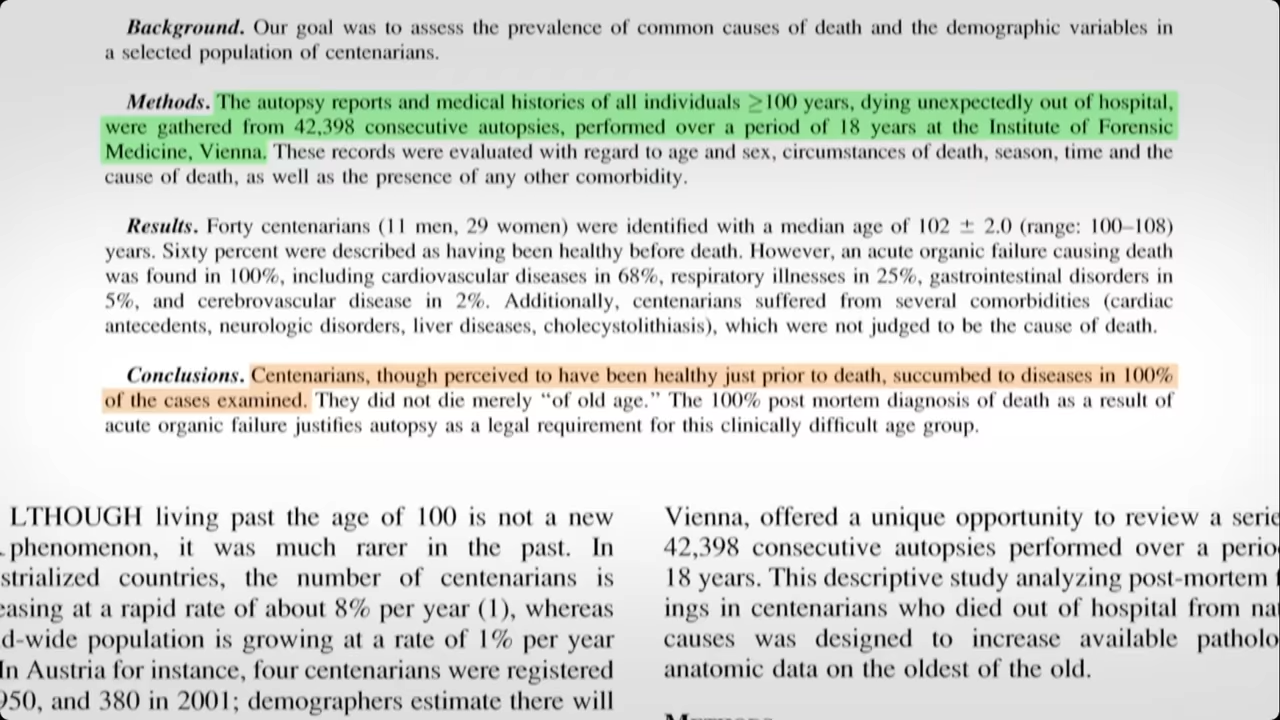 Background. Our goal was to assess the prevalence of common causes of death and the demographic variables in
a selected population of centenarians.
Methods. The autopsy reports and medical histories of all individuals ≥100 years, dying unexpectedly out of hospital,
were gathered from 42,398 consecutive autopsies, performed over a period of 18 years at the Institute of Forensic
Medicine, Vienna. These records were evaluated with regard to age and sex, circumstances of death, season, time and the
cause of death, as well as the presence of any other comorbidity.
Results. Forty centenarians (11 men, 29 women) were identified with a median age of 102 ± 2.0 (range: 100–108)
years. Sixty percent were described as having been healthy before death. However, an acute organic failure causing death
was found in 100%, including cardiovascular diseases in 68%, respiratory illnesses in 25%, gastrointestinal disorders in
5%, and cerebrovascular disease in 2%. Additionally, centenarians suffered from several comorbidities (cardiac
antecedents, neurologic disorders, liver diseases, cholecystolithiasis), which were not judged to be the cause of death.
Conclusions. Centenarians, though perceived to have been healthy just prior to death, succumbed to diseases in 100%
of the cases examined. They did not die merely “of old age.” The 100% post mortem diagnosis of death as a result of
acute organic failure justifies autopsy as a legal requirement for this clinically difficult age group.
LTHOUGH living past the age of 100 is not a new
phenomenon, it was much rarer in the past. In
strialized countries, the number of centenarians is
easing at a rapid rate of about 8% per year (1), whereas
d-wide population is growing at a rate of 1% per year
In Austria for instance, four centenarians were registered
950, and 380 in 2001; demographers estimate there will
Vienna, offered a unique opportunity to review a serie
42,398 consecutive autopsies performed over a perio
18 years. This descriptive study analyzing post-mortem
ings in centenarians who died out of hospital from na
causes was designed to increase available patholo
anatomic data on the oldest of the old.